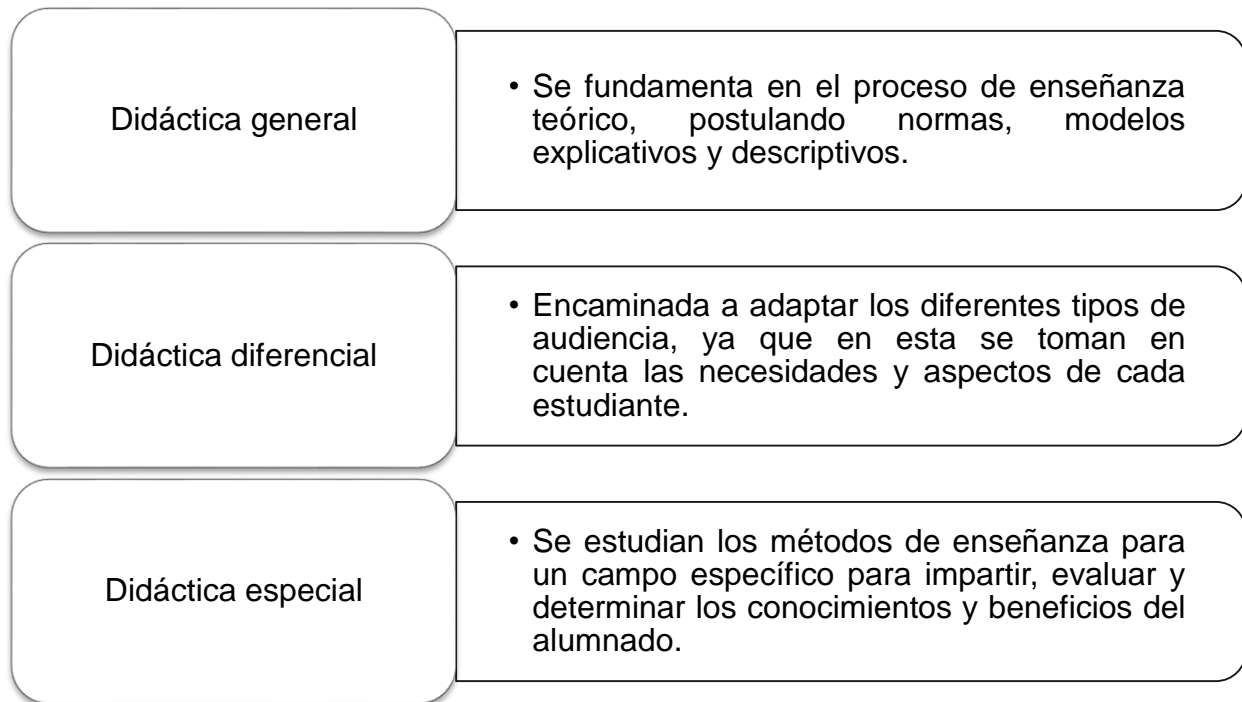 Didáctica general
• Se fundamenta en el proceso de enseñanza
teórico, postulando normas, modelos
explicativos y descriptivos.
Didáctica diferencial
• Encaminada a adaptar los diferentes tipos de
audiencia, ya que en esta se toman en
cuenta las necesidades y aspectos de cada
estudiante.
Didáctica especial
• Se estudian los métodos de enseñanza para
un campo específico para impartir, evaluar y
determinar los conocimientos y beneficios del
alumnado.